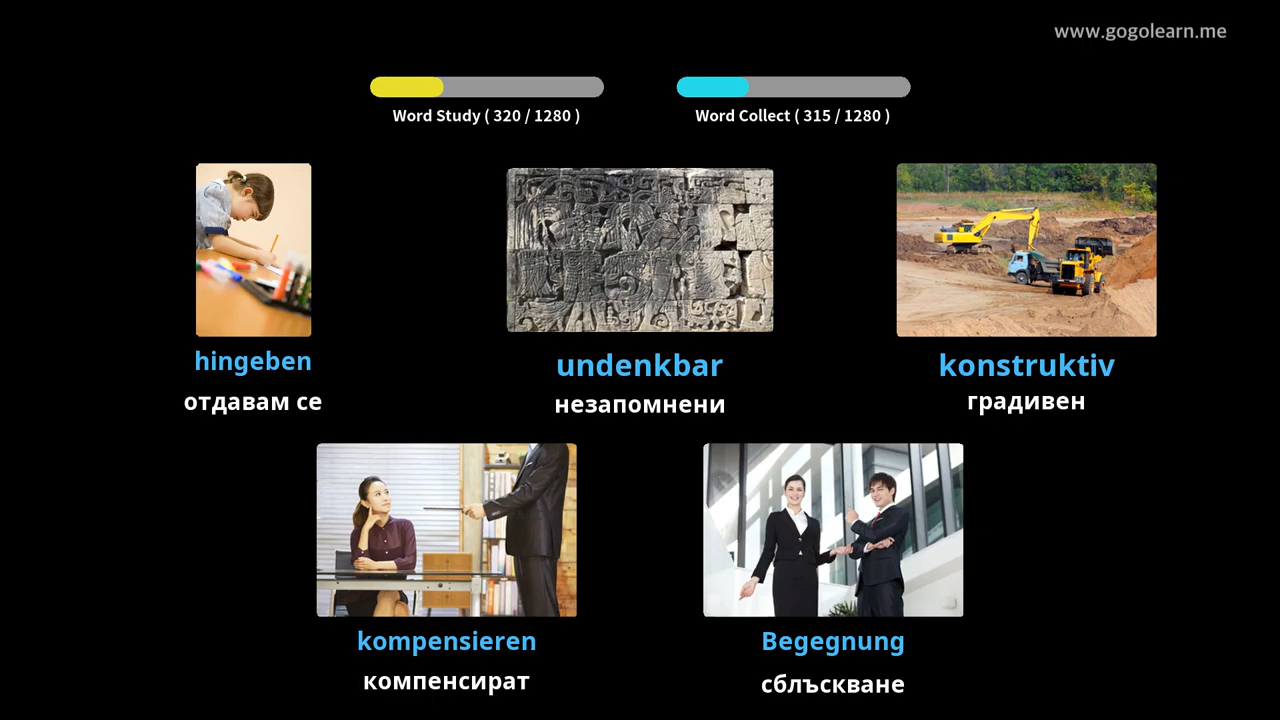 www.gogolearn.me
Word Study ( 320 / 1280 )
Word Collect ( 315 / 1280 )
hingeben
отдавам се
undenkbar
незапомнени
konstruktiv
градивен
kompensieren
компенсират
Begegnung
сблъскване